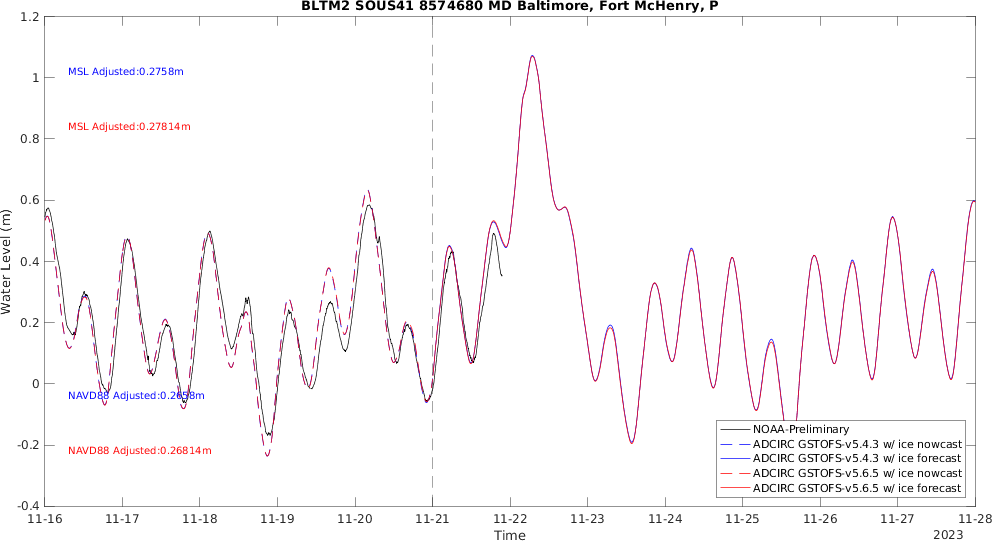 BLTM2 SOUS41 8574680 MD Baltimore, Fort McHenry, P
1.2
1
0.8
0.6
0.4
0.2
0
-0.2
-0.4
Water Level (m)
MSL Adjusted:0.2758m
MSL Adjusted:0.27814m
NAVD88 Adjusted:0.2658m
NAVD88 Adjusted:0.26814m
NOAA-Preliminary
ADCIRC GSTOFS-v5.4.3 w/ ice nowcast
ADCIRC GSTOFS-v5.4.3 w/ ice forecast
ADCIRC GSTOFS-v5.6.5 w/ ice nowcast
ADCIRC GSTOFS-v5.6.5 w/ ice forecast
11-16 11-17 11-18 11-19 11-20 11-21 11-22 11-23 11-24 11-25 11-26 11-27 11-28
Time
2023